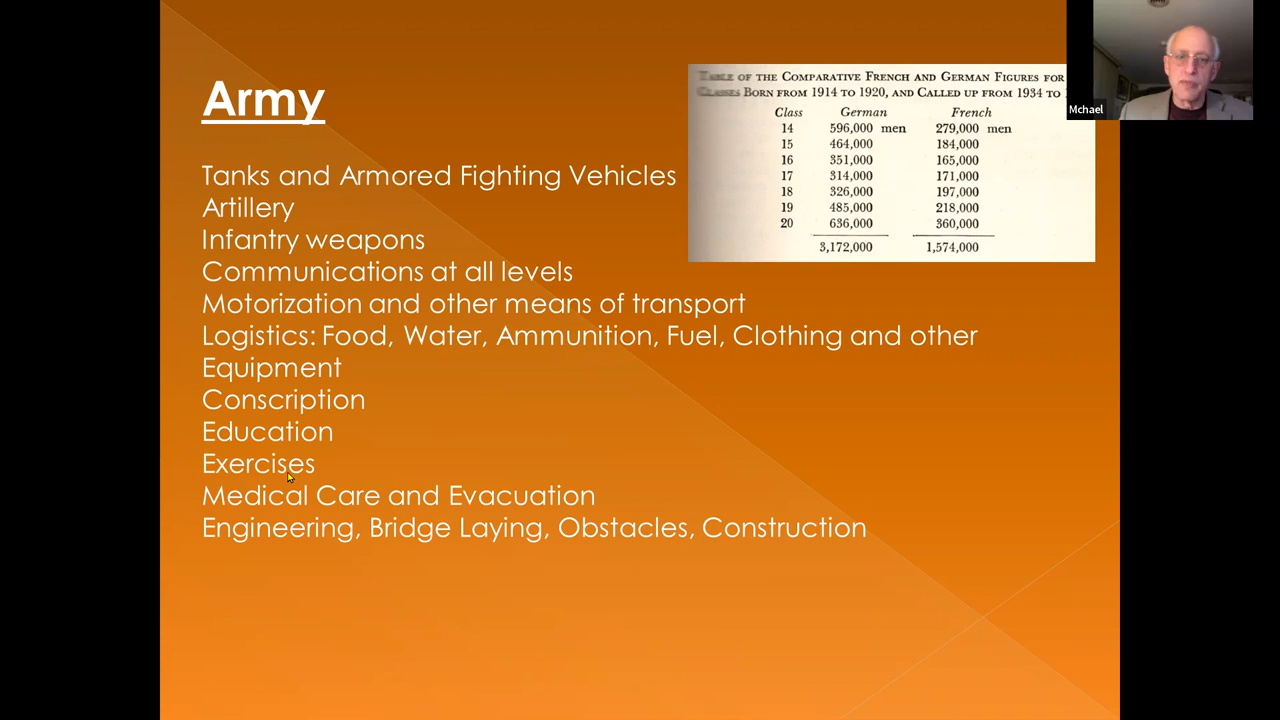 Army
Tanks and Armored Fighting Vehicles
Artillery
Infantry weapons
Communications at all levels
Motorization and other means of transport
Logistics: Food, Water, Ammunition, Fuel, Clothing and other
Equipment
Conscription
Education
Exercises
Medical Care and Evacuation
Engineering, Bridge Laying, Obstacles, Construction
TABLE OF THE COMPARATIVE FRENCH AND GERMAN FIGURES FOR
CLASSES BORN FROM 1914 TO 1920, AND CALLED UP FROM 1934 TO
Class German French
14 596,000 men 279,000 men
15 464,000 184,000
16 351,000 165,000
17 314,000 171,000
18 326,000 197,000
19 485,000 218,000
20 636,000 360,000
3,172,000 1,574,000
Mchael